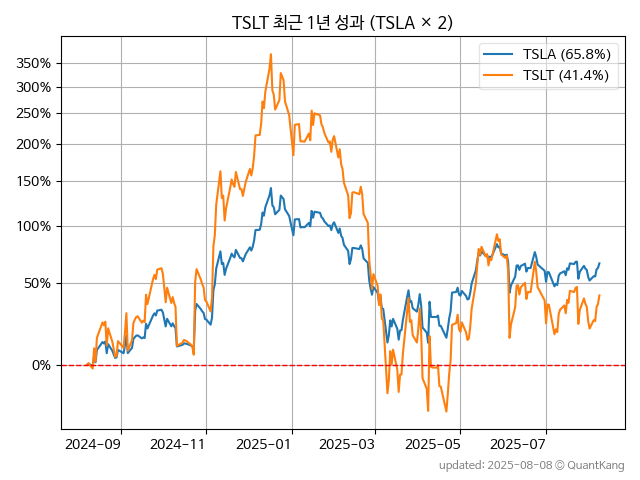 TSLT 최근 1년 성과 (TSLA × 2)
TSLA (65.8%)
TSLT (41.4%)
350%
300%
250%
200%
150%
100%
50%
0%
2024-09 2024-11 2025-01 2025-03 2025-05 2025-07
updated: 2025-08-08 © QuantKang